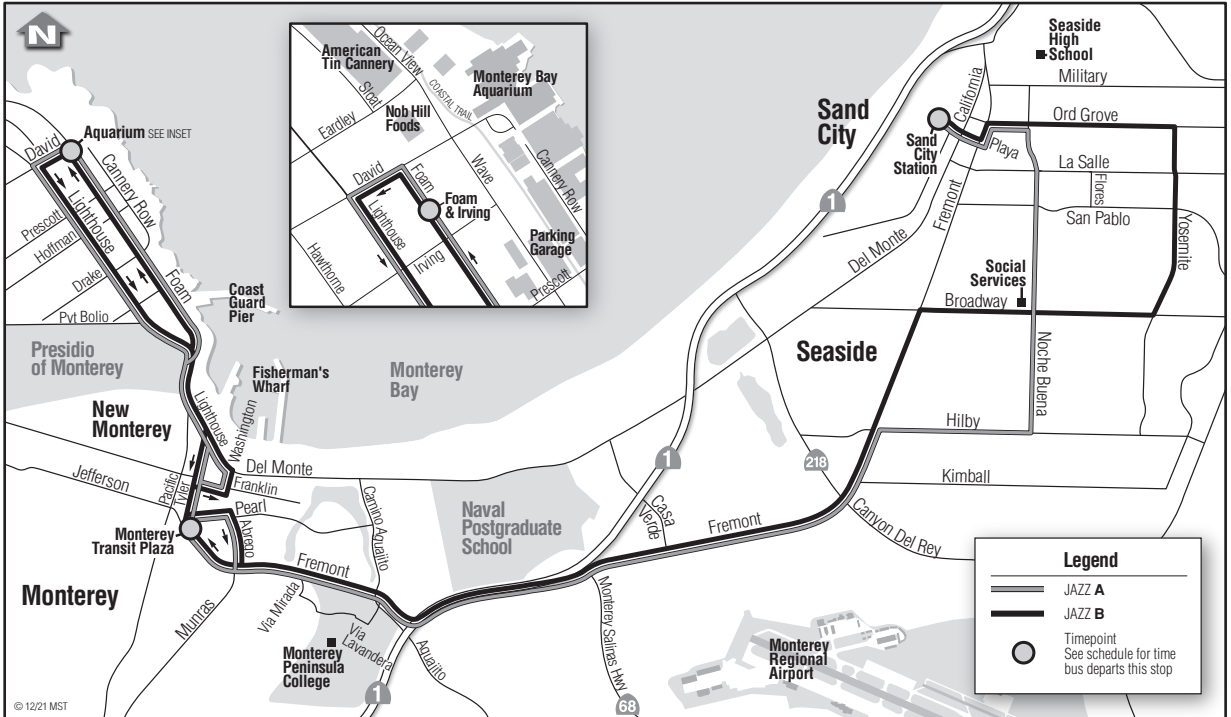 N
David
Aquarium SEE INSET
Cannery Row
Lighthouse
Prescott
Hoffman
Drake
Foam
Pvt Bolio
Coast
Guard
Pier
Presidio
of Monterey
Fisherman's
Wharf
Monterey
Bay
New
Monterey
Lighthouse
Washington
Del Monte
Jefferson
Pacific
Tyler
Franklin
Pearl
Abrego
Monterey
Transit Plaza
Camino Aguajito
Naval
Postgraduate
School
Fremont
Monterey
Munras
Via Mirada
Via
Lavandera
Monterey
Peninsula
College
Aguajito
1
© 12/21 MST
American
Tin Cannery
Ocean View
COASTAL TRAIL
Monterey Bay
Aquarium
Sloat
Eardley
Nob Hill
Foods
Wave
Cannery Row
David
Foam
Foam
& Irving
Lighthouse
Irving
Hawthorne
Parking
Garage
Prescott
Seaside
High
School
Military
California
Sand
City
Sand
City
Station
Ord Grove
Playa
La Salle
Flores
San Pablo
Yosemite
Fremont
Del Monte
1
Social
Services
Broadway
Seaside
Noche Buena
Hilby
218
Kimball
1
Casa
Verde
Fremont
Canyon Del Rey
Monterey Salinas Hwy
68
Monterey
Regional
Airport
Legend
JAZZ A
JAZZ B
Timepoint
See schedule for time
bus departs this stop